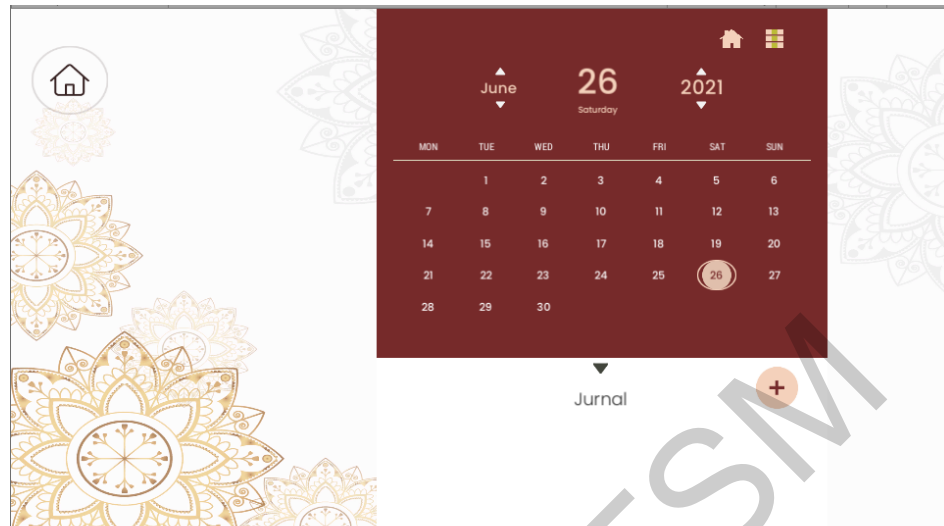 June 26 2021
Saturday
MON TUE WED THU FRI SAT SUN
1 2 3 4 5 6
7 8 9 10 11 12 13
14 15 16 17 18 19 20
21 22 23 24 25 26 27
28 29 30
Jurnal
+